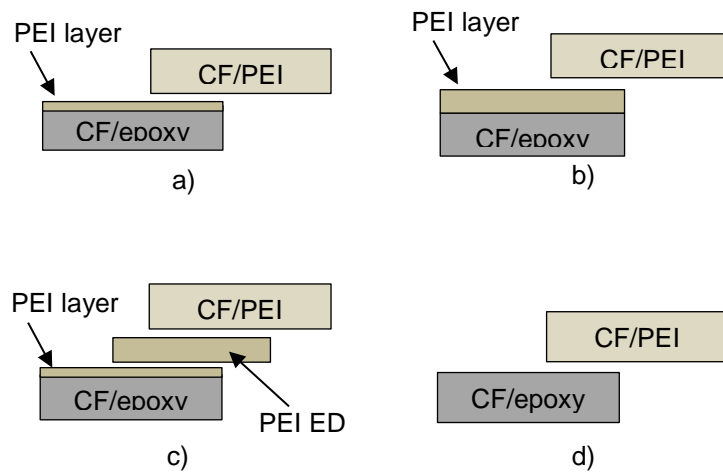 PEI layer
CF/PEI
CF/epoxy
a)
PEI layer
CF/PEI
CF/epoxy
b)
PEI layer
CF/PEI
CF/epoxy
PEI ED
c)
CF/PEI
CF/epoxy
d)